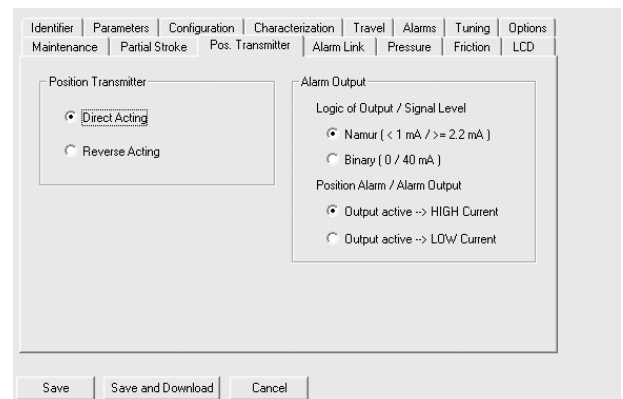 Identifier Parameters Configuration Characterization Travel Alarms Tuning Options
Maintenance Partial Stroke Pos. Transmitter Alarm Link Pressure Friction LCD
Position Transmitter
Direct Acting
Reverse Acting
Alarm Output
Logic of Output / Signal Level
Namur ( < 1 mA / >= 2.2 mA )
Binary ( 0 / 40 mA )
Position Alarm / Alarm Output
Output active --> HIGH Current
Output active --> LOW Current
Save Save and Download Cancel